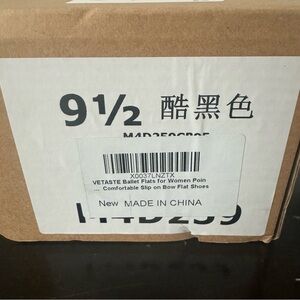 9½ 酷黑色
X0037LNZTX
VETASTE Ballet Flats for Women Poin
... Comfortable Slip on Bow Flat Shoes
New MADE IN CHINA
M4D259